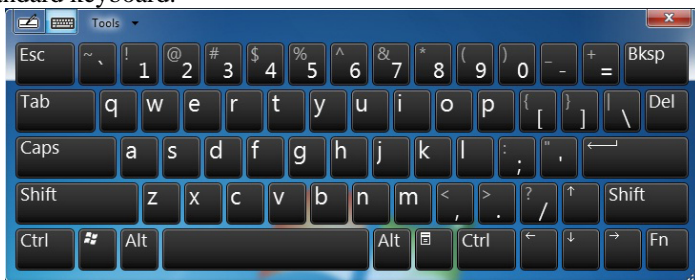 andard keyboard.
Tools
Esc ~ ` ! 1 @ 2 # 3 $ 4 % 5 ^ 6 & 7 * 8 ( 9 ) 0 _ - + = Bksp
Tab q w e r t y u i o p { [ } ] | \ Del
Caps a s d f g h j k l : ; " '
Shift z x c v b n m < , > . ? / ↑ Shift
Ctrl Alt Alt Ctrl ← ↓ → Fn